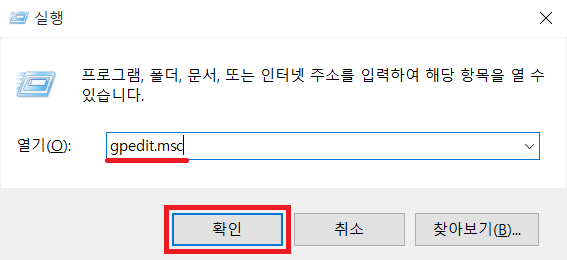 실행
프로그램, 폴더, 문서, 또는 인터넷 주소를 입력하여 해당 항목을 열 수
있습니다.
열기(O): gpedit.msc
확인 취소 찾아보기(B)...